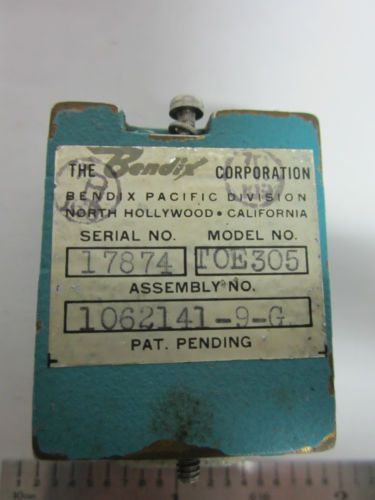 THE Bendix CORPORATION
BENDIX PACIFIC DIVISION
NORTH HOLLYWOOD • CALIFORNIA
SERIAL NO. MODEL NO.
17874 TOE305
ASSEMBLY NO.
1062141-9-G
PAT. PENDING